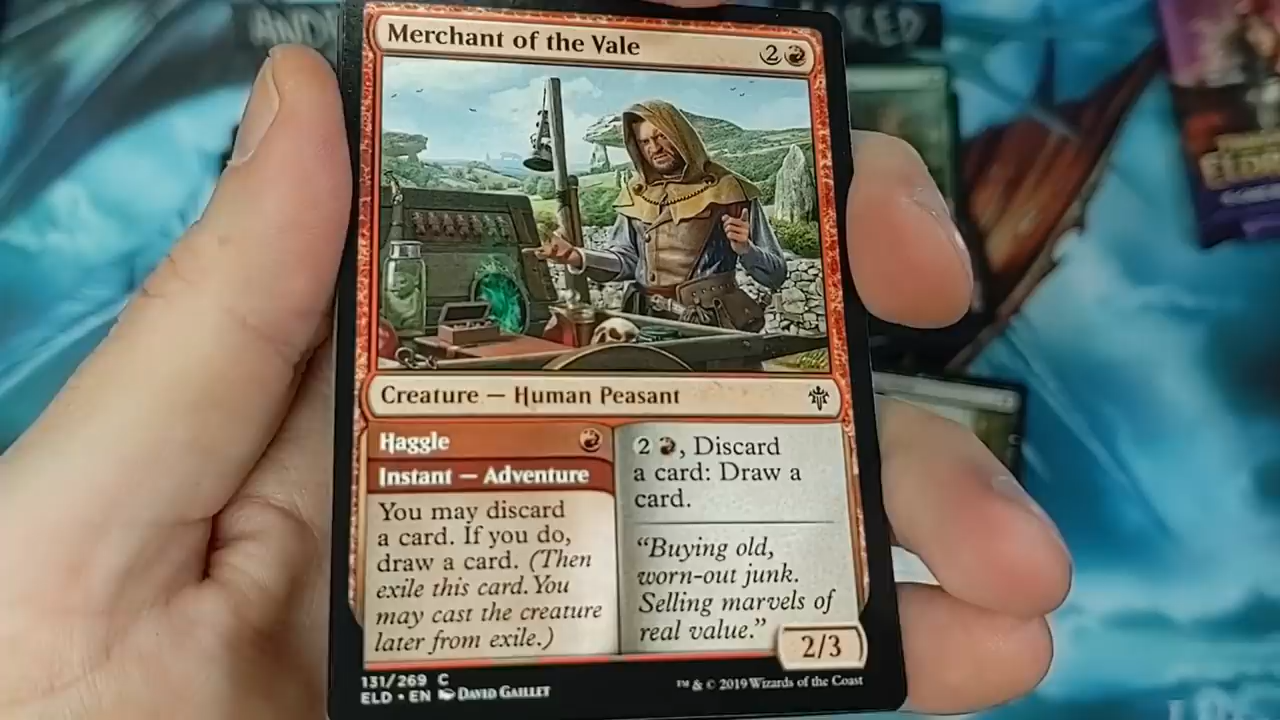 Merchant of the Vale
2
Creature — Human Peasant
Haggle
Instant — Adventure
You may discard
a card. If you do,
draw a card. (Then
exile this card. You
may cast the creature
later from exile.)
2 , Discard
a card: Draw a
card.
“Buying old,
worn-out junk.
Selling marvels of
real value.”
2/3
131/269 C
ELD • EN DAVID GAILLET
™ & © 2019 Wizards of the Coast